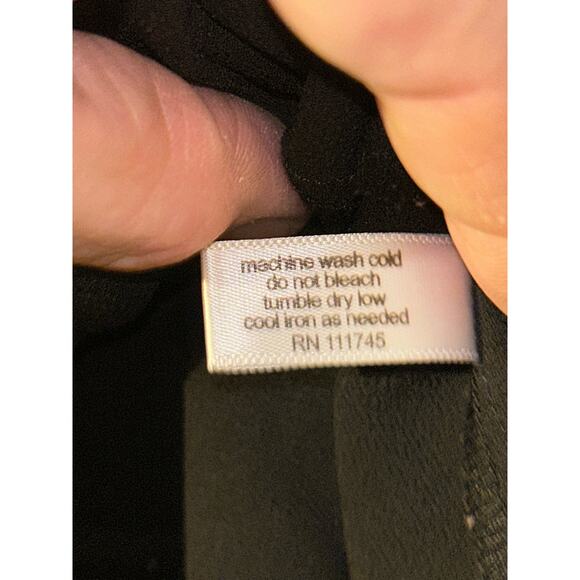 machine wash cold
do not bleach
tumble dry low
cool iron as needed
RN 111745